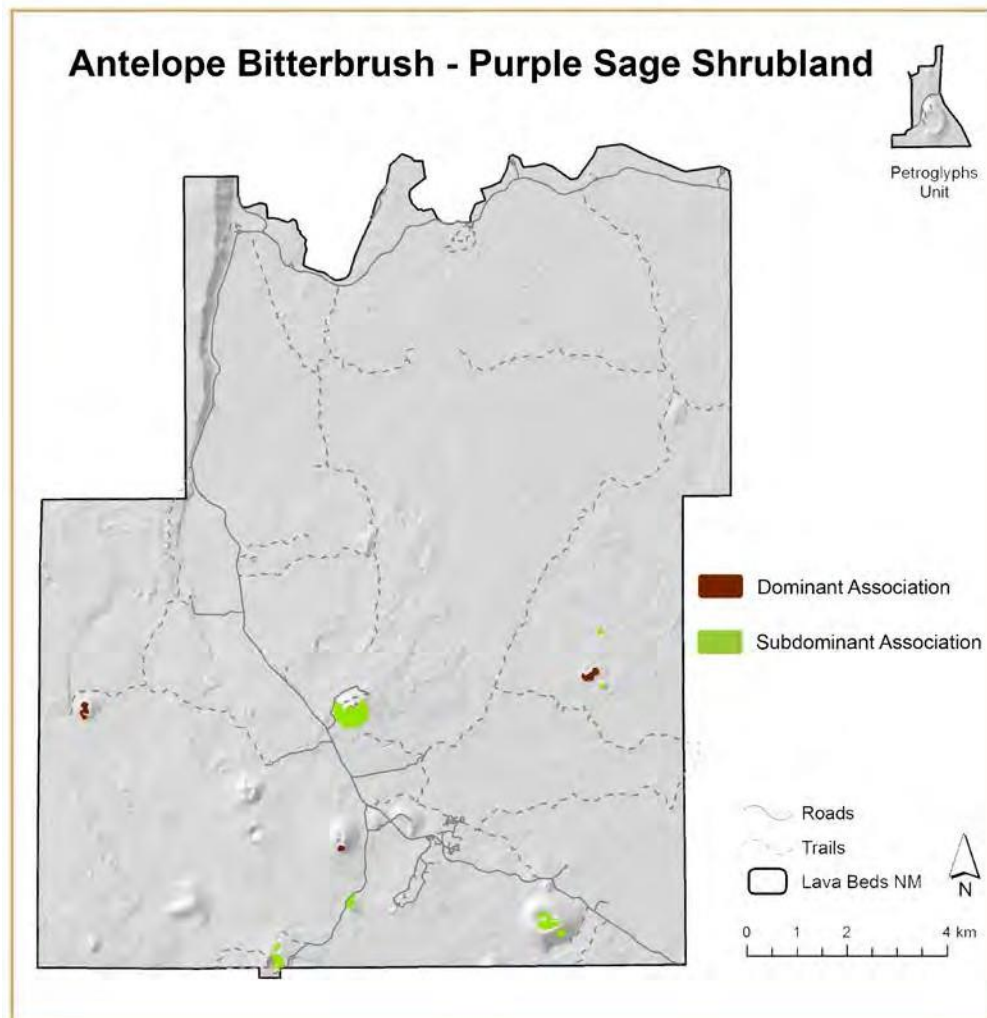 Antelope Bitterbrush - Purple Sage Shrubland
Petroglyphs
Unit
Dominant Association
Subdominant Association
Roads
Trails
Lava Beds NM
N
0 1 2 4 km